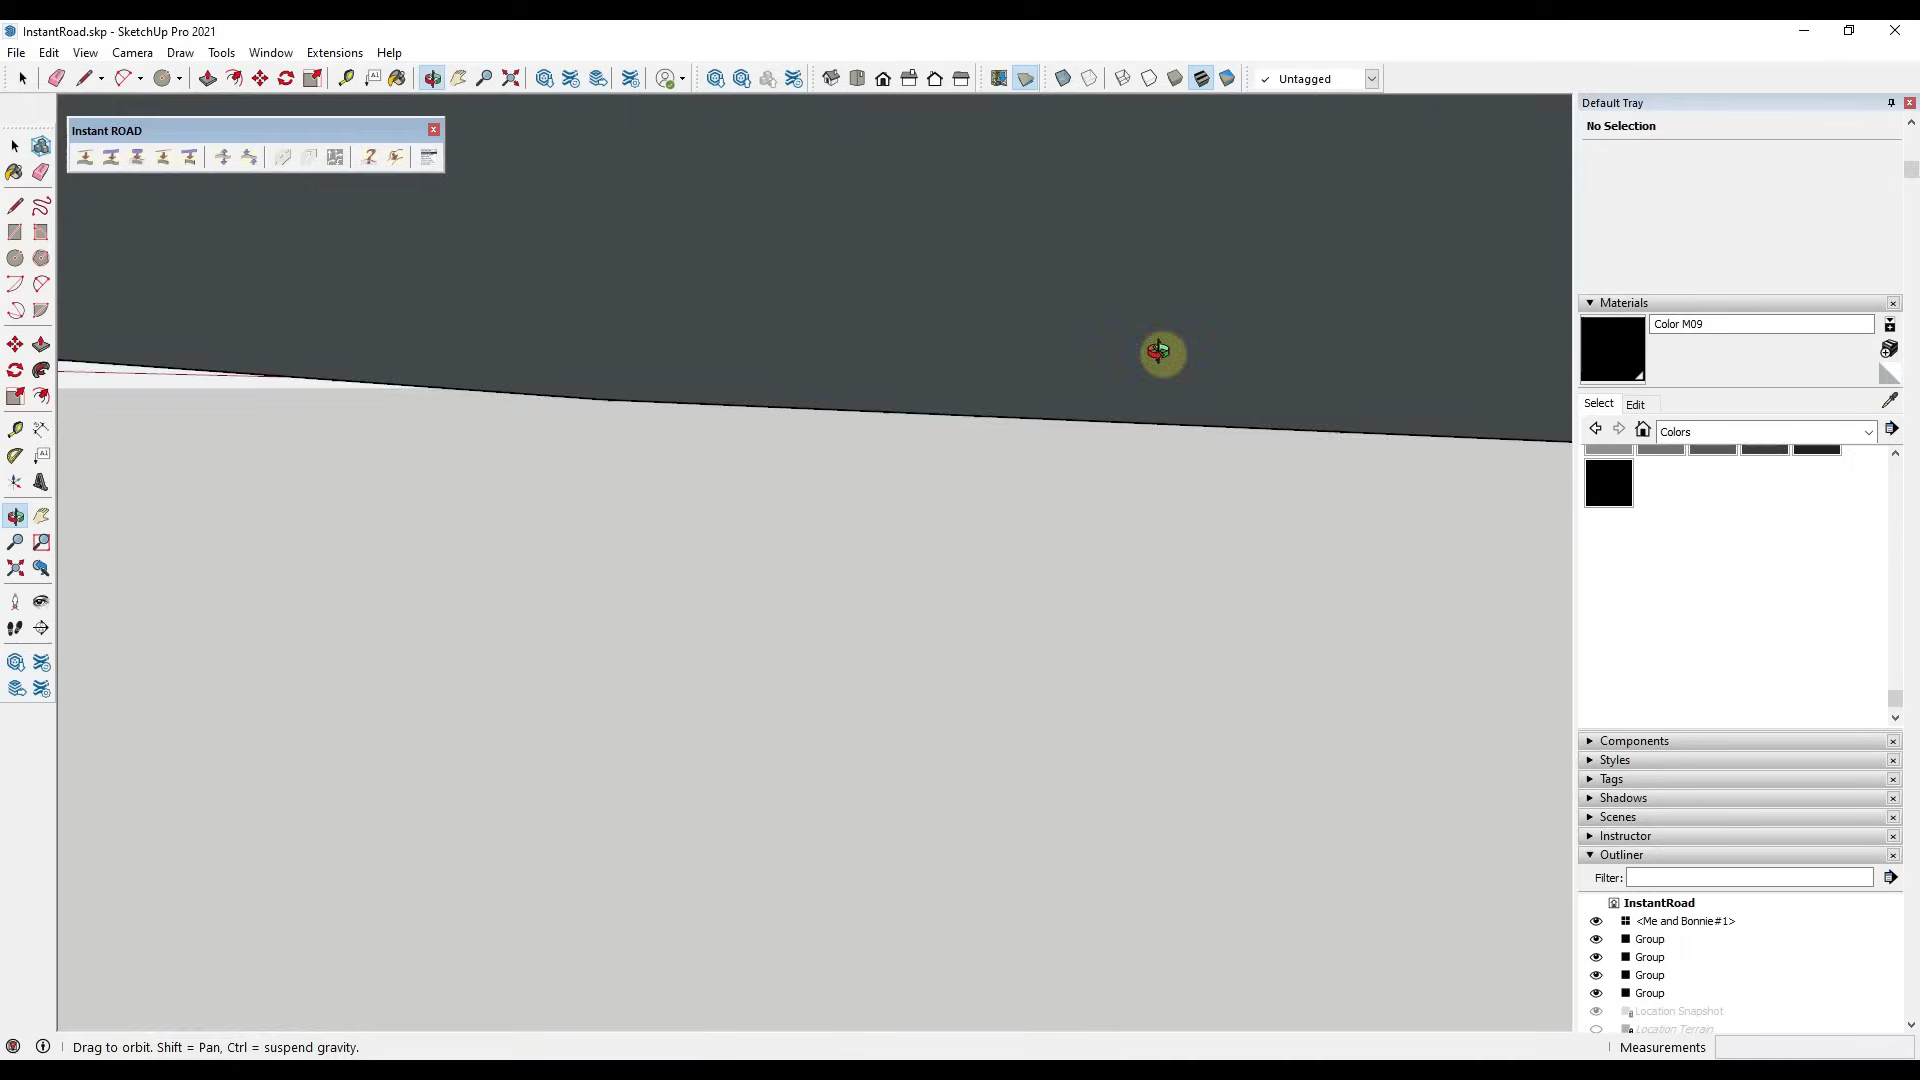 InstantRoad.skp - SketchUp Pro 2021
File Edit View Camera Draw Tools Window Extensions Help
Untagged
Default Tray
Instant ROAD
No Selection
Materials
Color M09
Select Edit
Colors
Components
Styles
Tags
Shadows
Scenes
Instructor
Outliner
Filter:
InstantRoad
<Me and Bonnie#1>
Group
Group
Group
Group
Location Snapshot
Location Terrain
Drag to orbit. Shift = Pan, Ctrl = suspend gravity.
Measurements